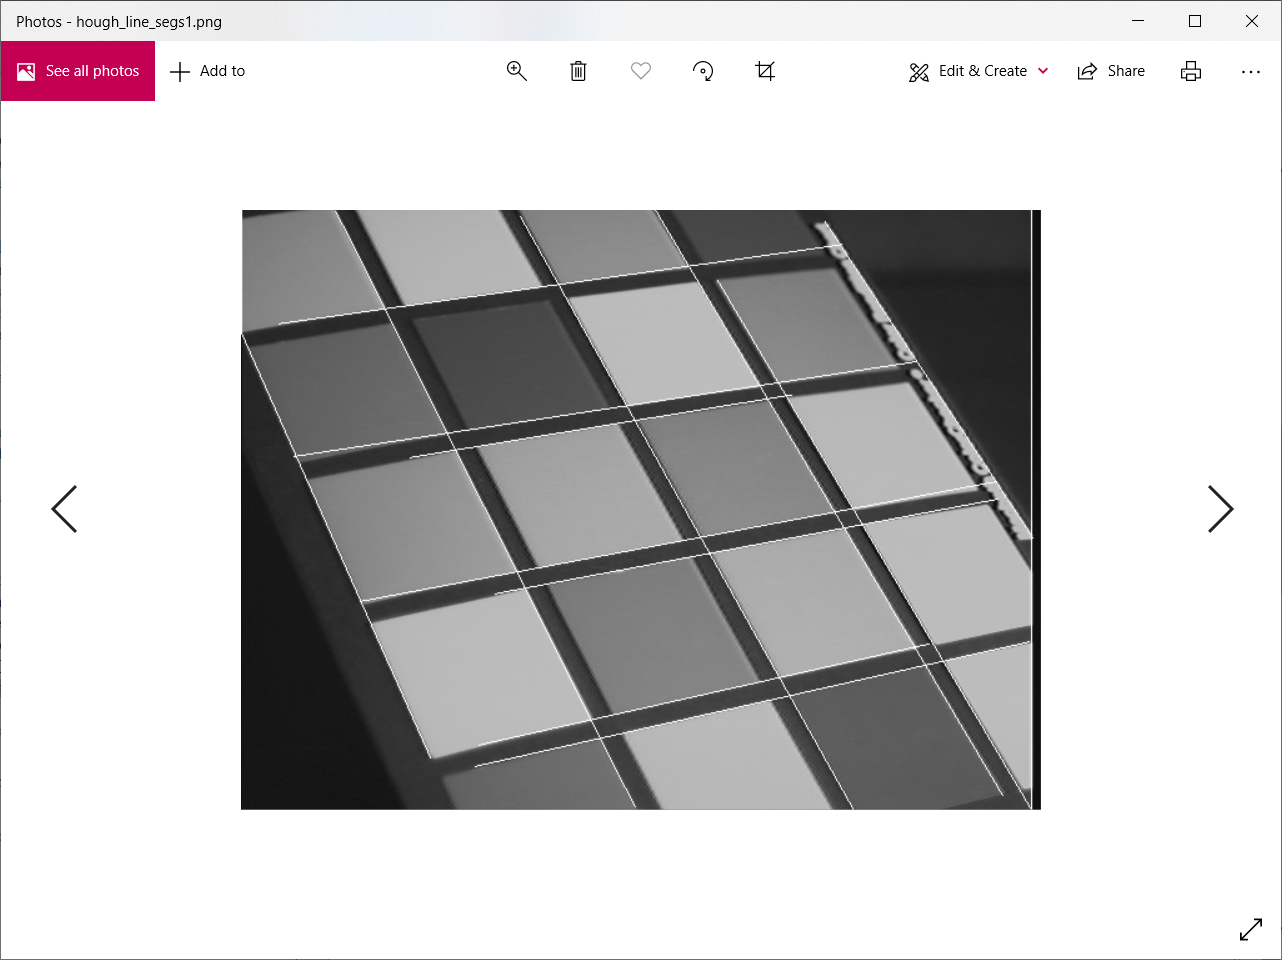 Photos - hough_line_segs1.png
See all photos
Add to
Edit & Create
Share